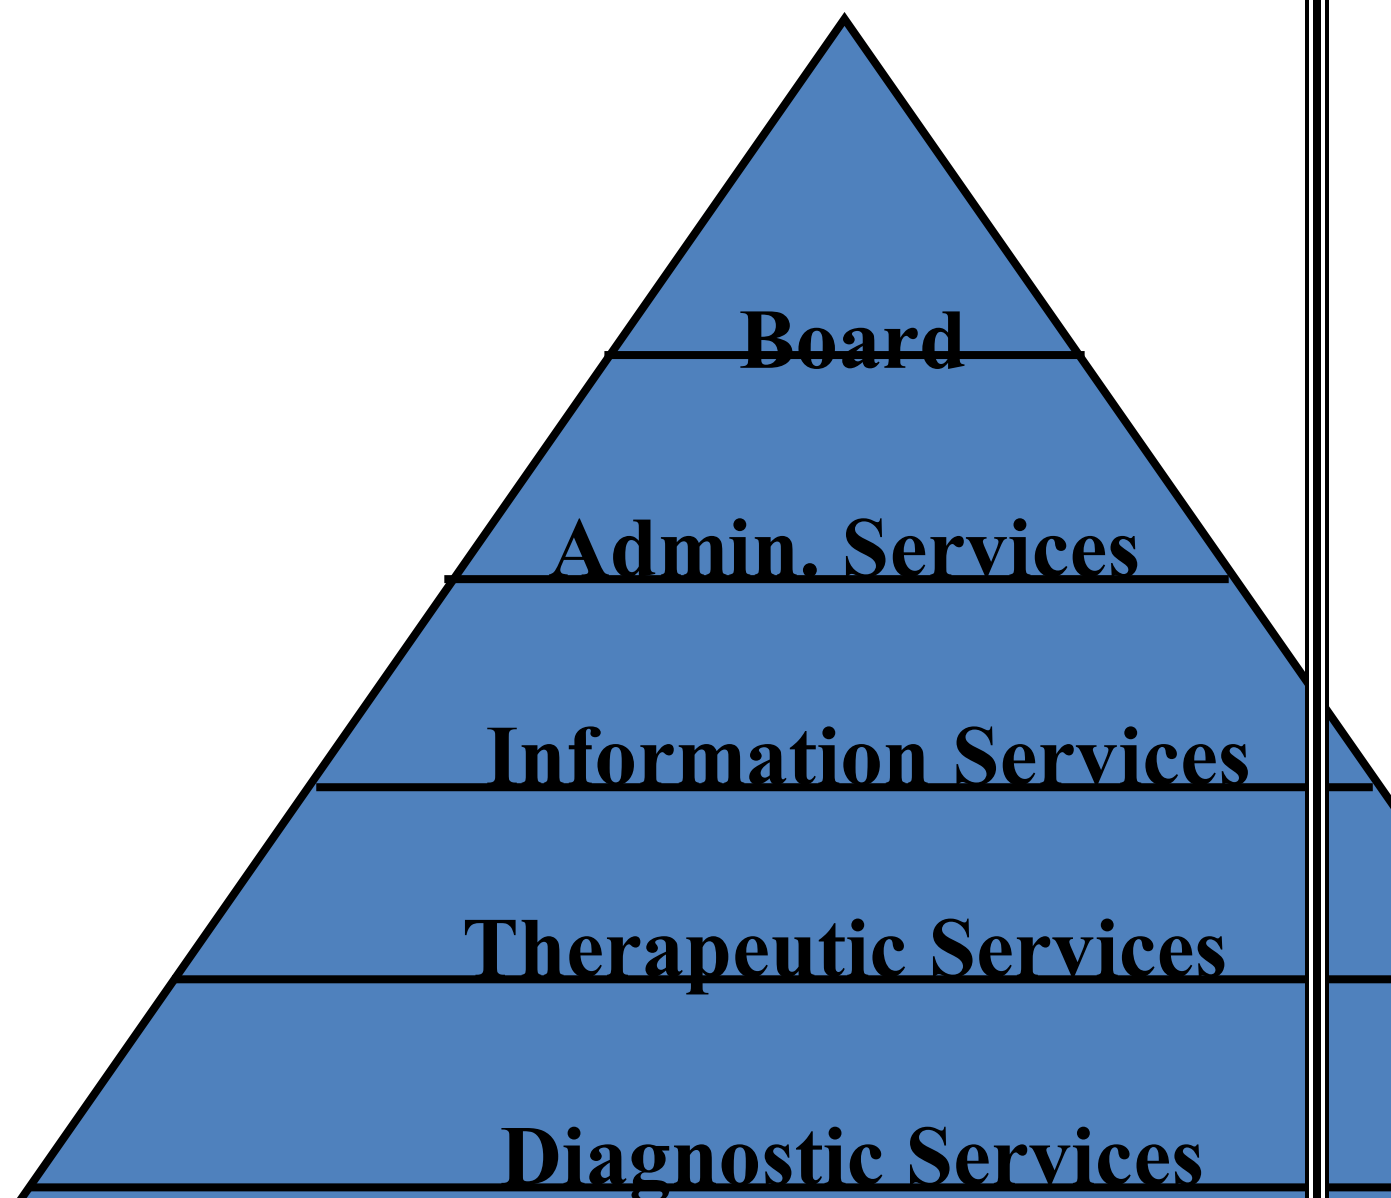 Board
Admin. Services
Information Services
Therapeutic Services
Diagnostic Services